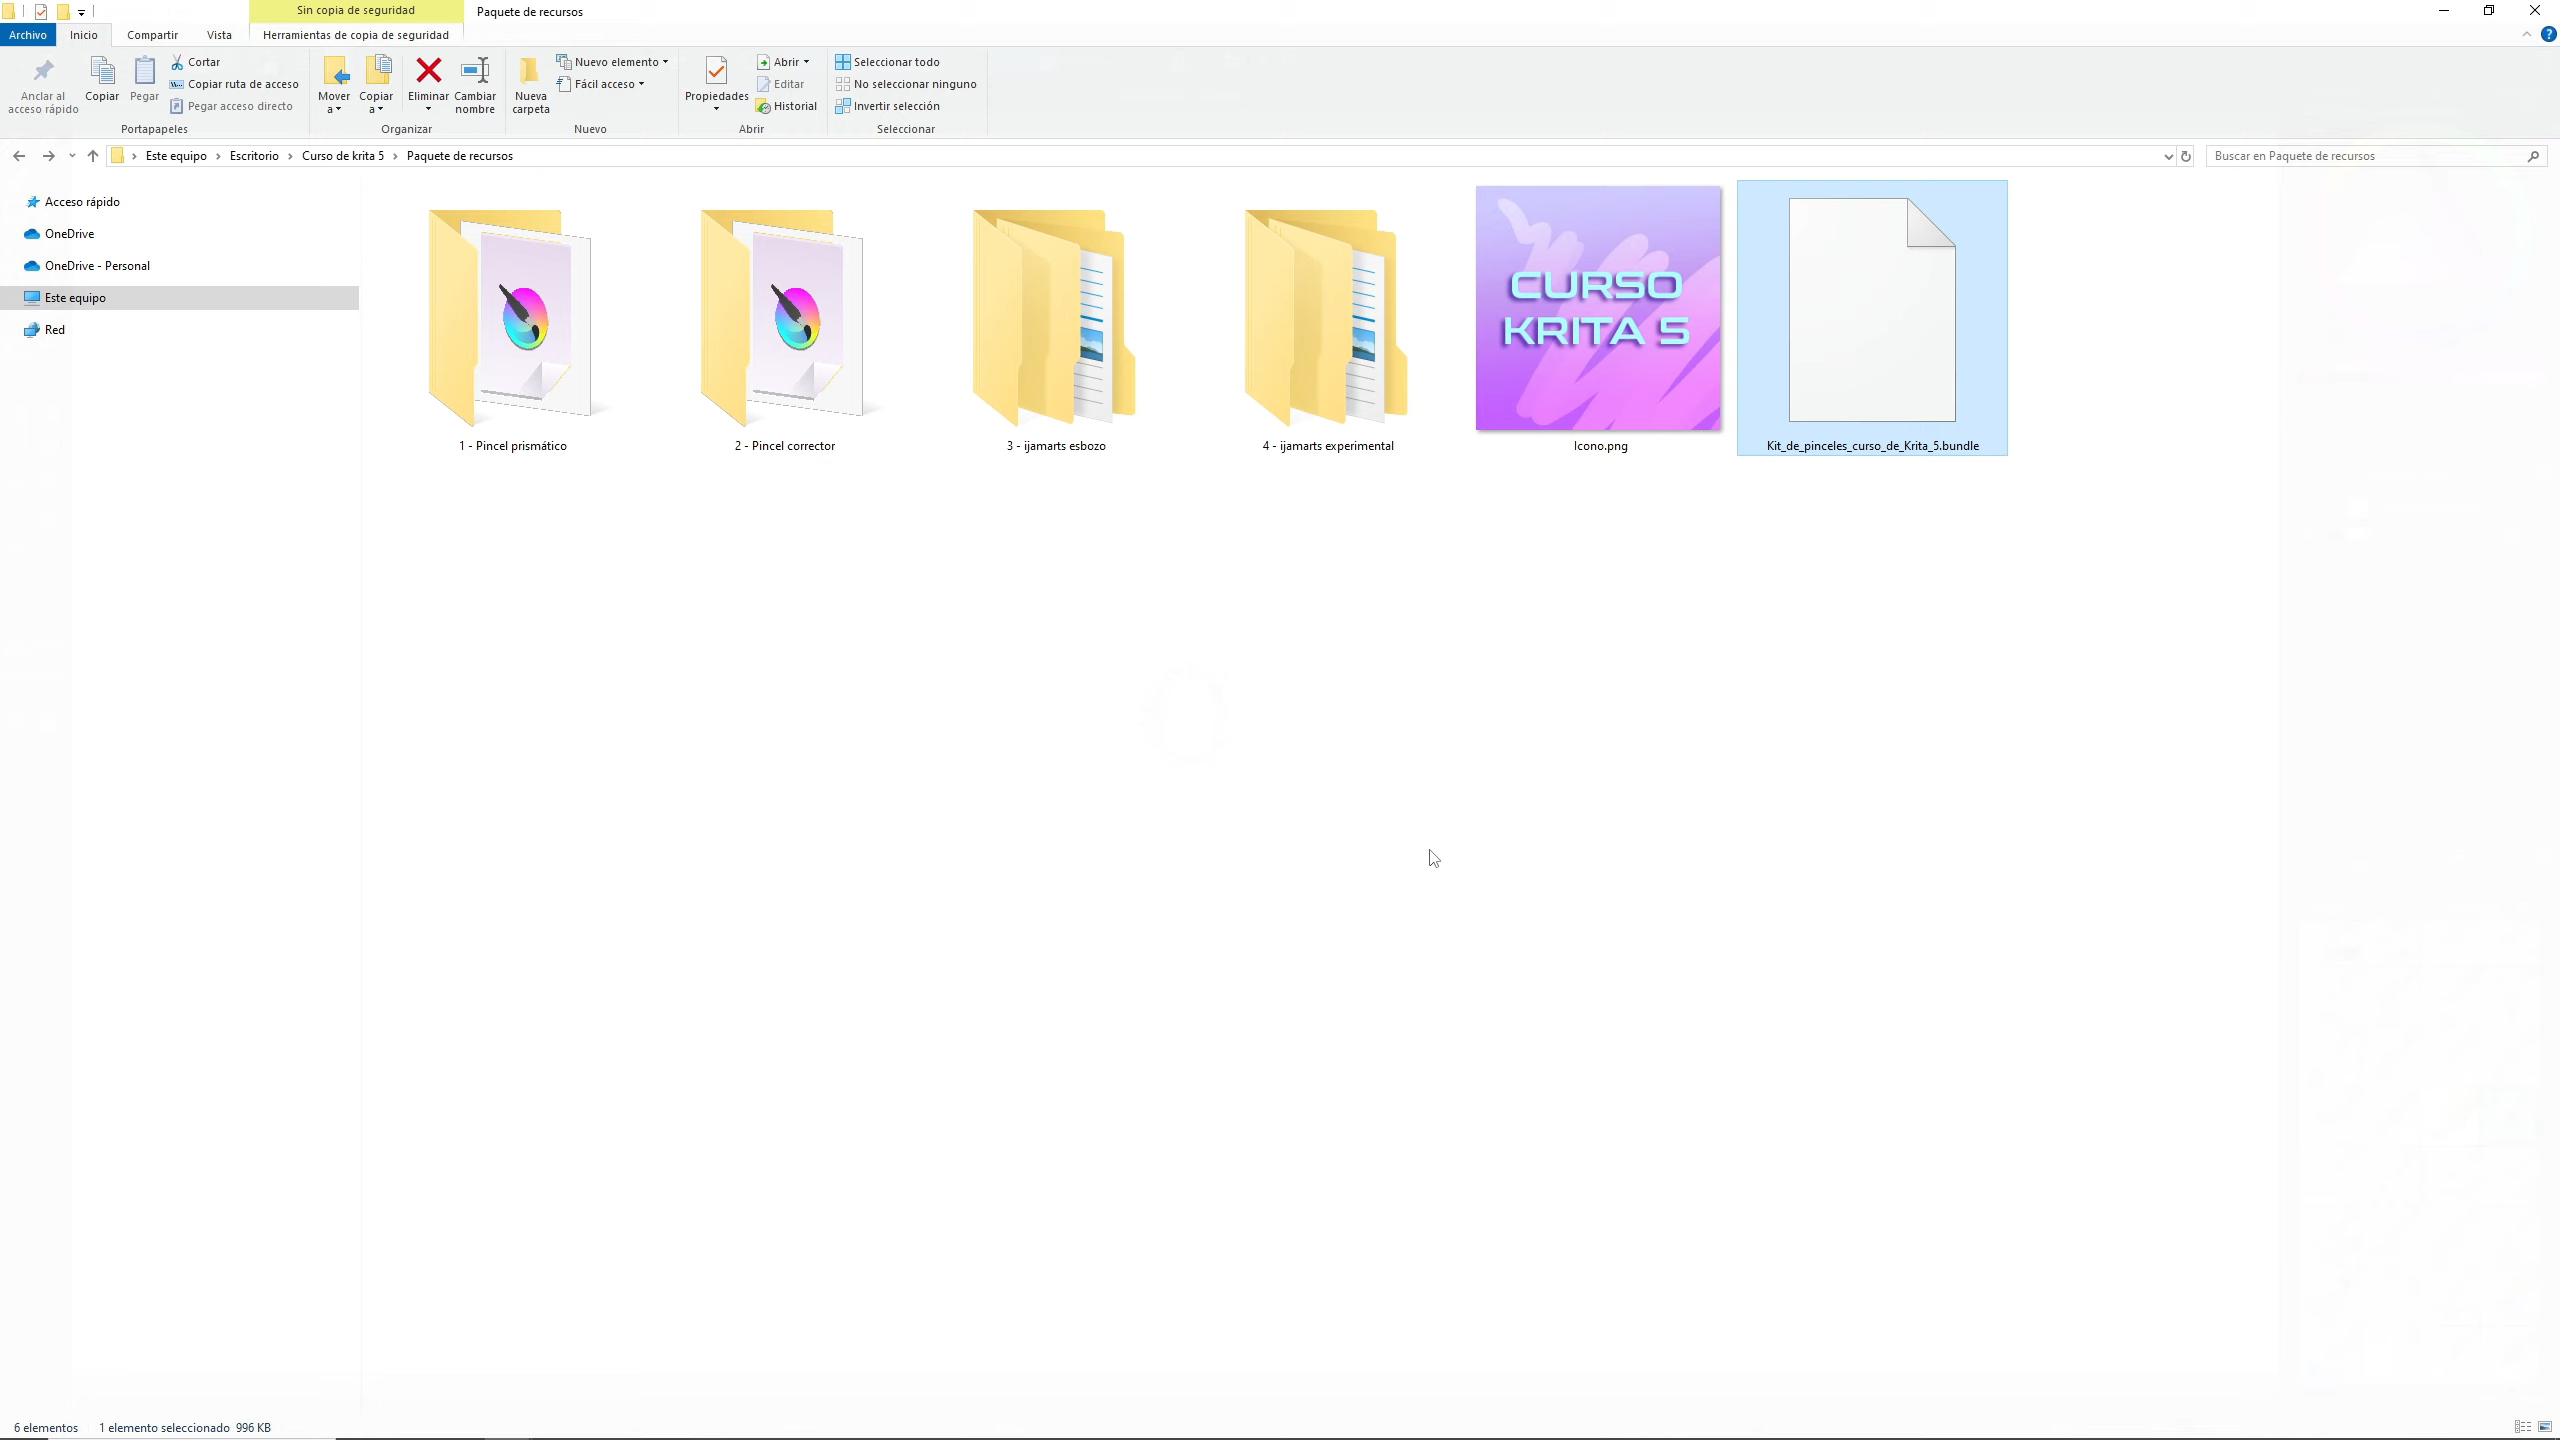 Sin copia de seguridad
Paquete de recursos
Archivo
Inicio
Compartir
Vista
Herramientas de copia de seguridad
Anclar al
acceso rápido
Copiar
Pegar
Cortar
Copiar ruta de acceso
Pegar acceso directo
Portapapeles
Mover
a
Copiar
a
Eliminar
Cambiar
nombre
Organizar
Nueva
carpeta
Nuevo elemento
Fácil acceso
Nuevo
Propiedades
Abrir
Editar
Historial
Abrir
Seleccionar todo
No seleccionar ninguno
Invertir selección
Seleccionar
Este equipo
Escritorio
Curso de krita 5
Paquete de recursos
Buscar en Paquete de recursos
Acceso rápido
OneDrive
OneDrive - Personal
Este equipo
Red
1 - Pincel prismático
2 - Pincel corrector
3 - ijamarts esbozo
4 - ijamarts experimental
CURSO
KRITA 5
Icono.png
Kit_de_pinceles_curso_de_Krita_5.bundle
6 elementos
1 elemento seleccionado 996 KB